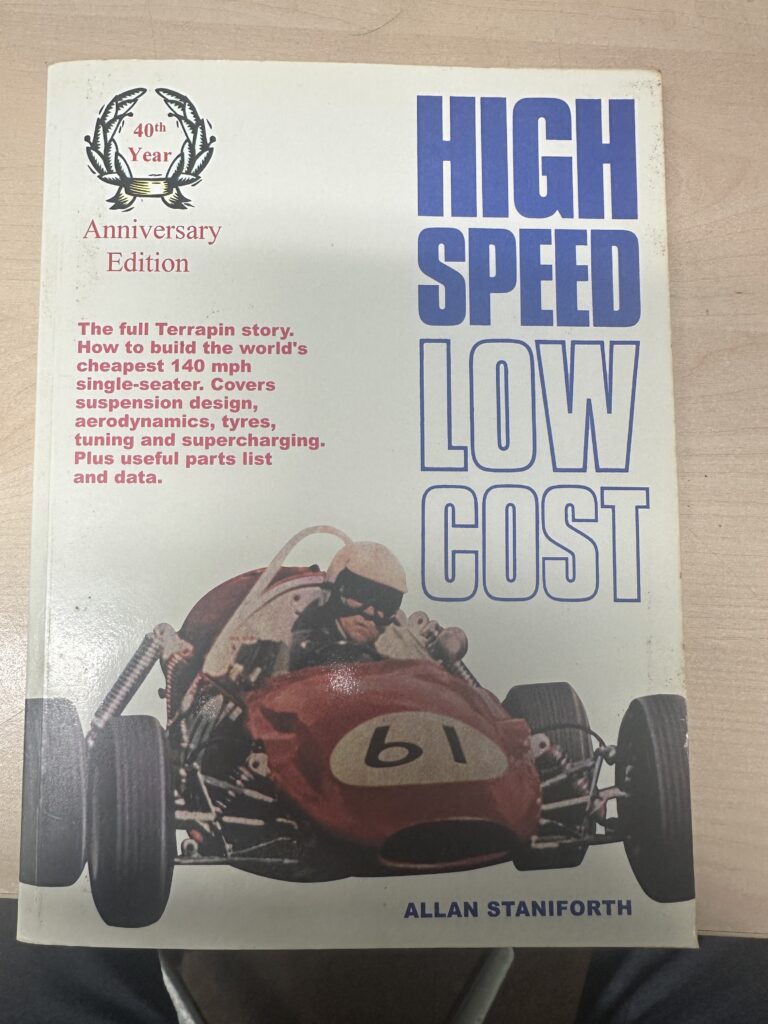 40th
Year
Anniversary
Edition
HIGH
SPEED
LOW
COST
The full Terrapin story.
How to build the world's
cheapest 140 mph
single-seater. Covers
suspension design,
aerodynamics, tyres,
tuning and supercharging.
Plus useful parts list
and data.
61
ALLAN STANIFORTH